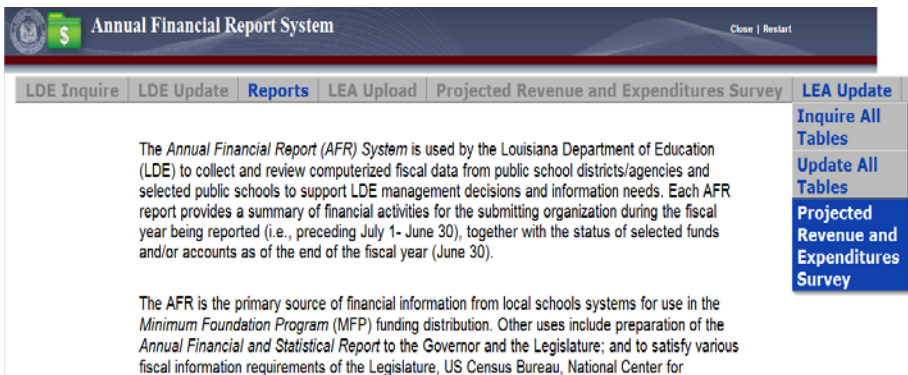 Annual Financial Report System
Close | Restart
LDE Inquire | LDE Update | Reports | LEA Upload | Projected Revenue and Expenditures Survey | LEA Update
Inquire All
Tables
Update All
Tables
Projected
Revenue and
Expenditures
Survey
The Annual Financial Report (AFR) System is used by the Louisiana Department of Education
(LDE) to collect and review computerized fiscal data from public school districts/agencies and
selected public schools to support LDE management decisions and information needs. Each AFR
report provides a summary of financial activities for the submitting organization during the fiscal
year being reported (i.e., preceding July 1- June 30), together with the status of selected funds
and/or accounts as of the end of the fiscal year (June 30).
The AFR is the primary source of financial information from local schools systems for use in the
Minimum Foundation Program (MFP) funding distribution. Other uses include preparation of the
Annual Financial and Statistical Report to the Governor and the Legislature; and to satisfy various
fiscal information requirements of the Legislature, US Census Bureau, National Center for